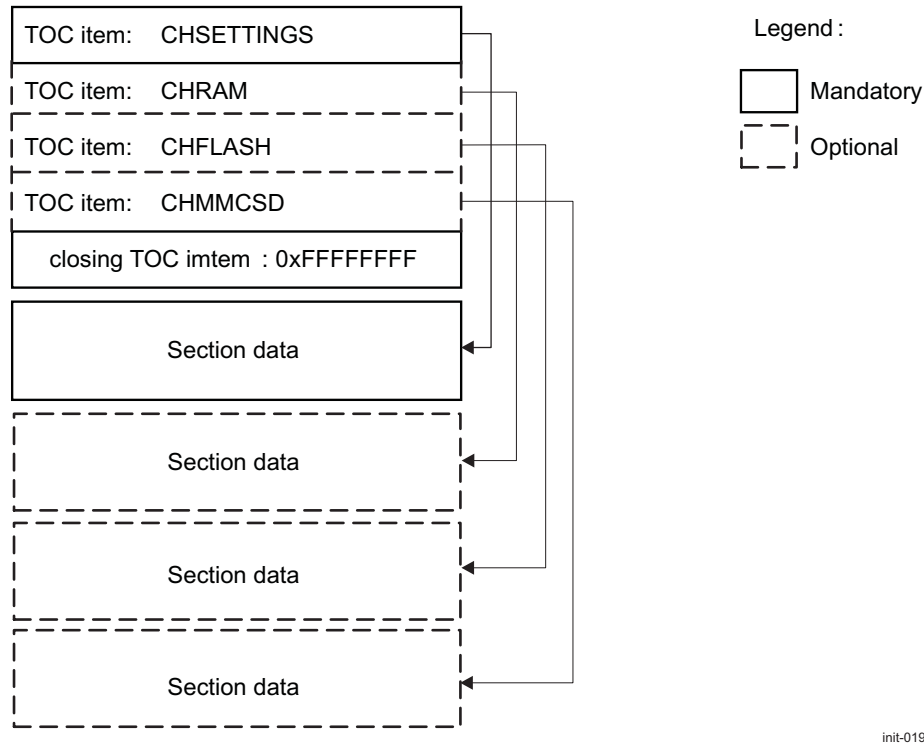 TOC item: CHSETTINGS
TOC item: CHRAM
TOC item: CHFLASH
TOC item: CHMMCSD
closing TOC imtem : 0xFFFFFFFF
Section data
Section data
Section data
Section data
Legend :
Mandatory
Optional
init-019